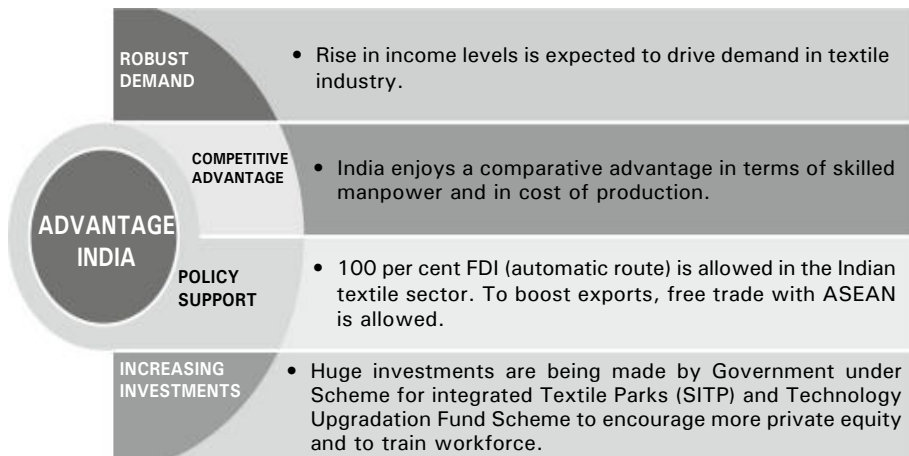 ROBUST
DEMAND
• Rise in income levels is expected to drive demand in textile
industry.
COMPETITIVE
ADVANTAGE
• India enjoys a comparative advantage in terms of skilled
manpower and in cost of production.
ADVANTAGE
INDIA
POLICY
SUPPORT
• 100 per cent FDI (automatic route) is allowed in the Indian
textile sector. To boost exports, free trade with ASEAN
is allowed.
INCREASING
INVESTMENTS
• Huge investments are being made by Government under
Scheme for integrated Textile Parks (SITP) and Technology
Upgradation Fund Scheme to encourage more private equity
and to train workforce.